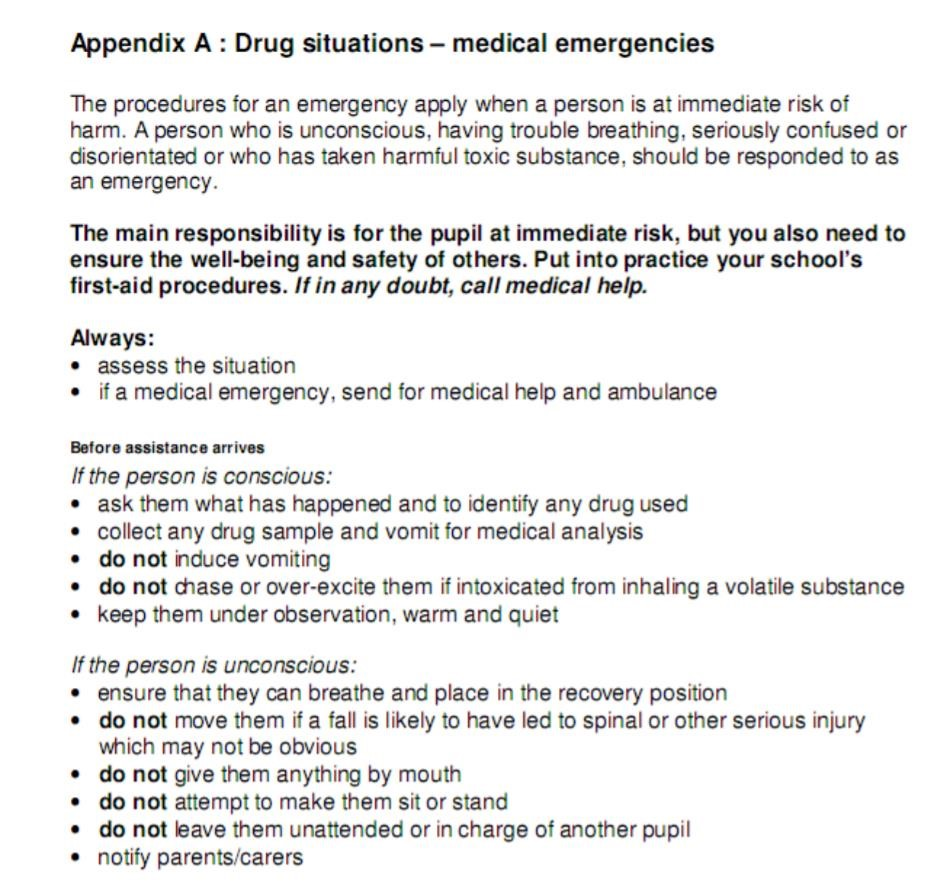 Appendix A : Drug situations – medical emergencies
The procedures for an emergency apply when a person is at immediate risk of
harm. A person who is unconscious, having trouble breathing, seriously confused or
disorientated or who has taken harmful toxic substance, should be responded to as
an emergency.
The main responsibility is for the pupil at immediate risk, but you also need to
ensure the well-being and safety of others. Put into practice your school's
first-aid procedures. If in any doubt, call medical help.
Always:
• assess the situation
• if a medical emergency, send for medical help and ambulance
Before assistance arrives
If the person is conscious:
• ask them what has happened and to identify any drug used
• collect any drug sample and vomit for medical analysis
• do not induce vomiting
• do not chase or over-excite them if intoxicated from inhaling a volatile substance
• keep them under observation, warm and quiet
If the person is unconscious:
• ensure that they can breathe and place in the recovery position
• do not move them if a fall is likely to have led to spinal or other serious injury
which may not be obvious
• do not give them anything by mouth
• do not attempt to make them sit or stand
• do not leave them unattended or in charge of another pupil
• notify parents/carers